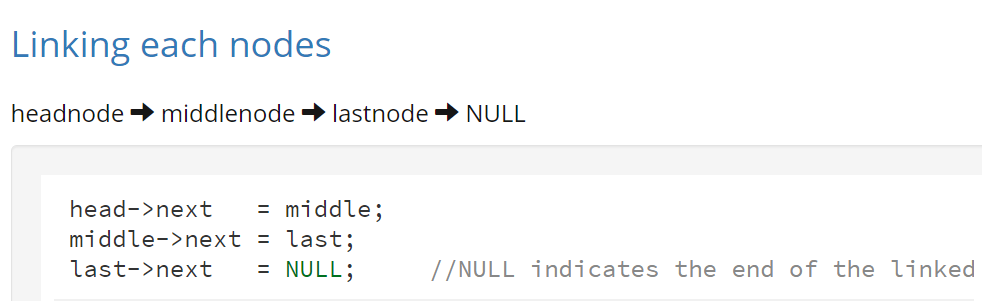 Linking each nodes
headnode ➡ middlenode ➡ lastnode ➡ NULL
head->next   = middle;
middle->next = last;
last->next   = NULL;     //NULL indicates the end of the linked